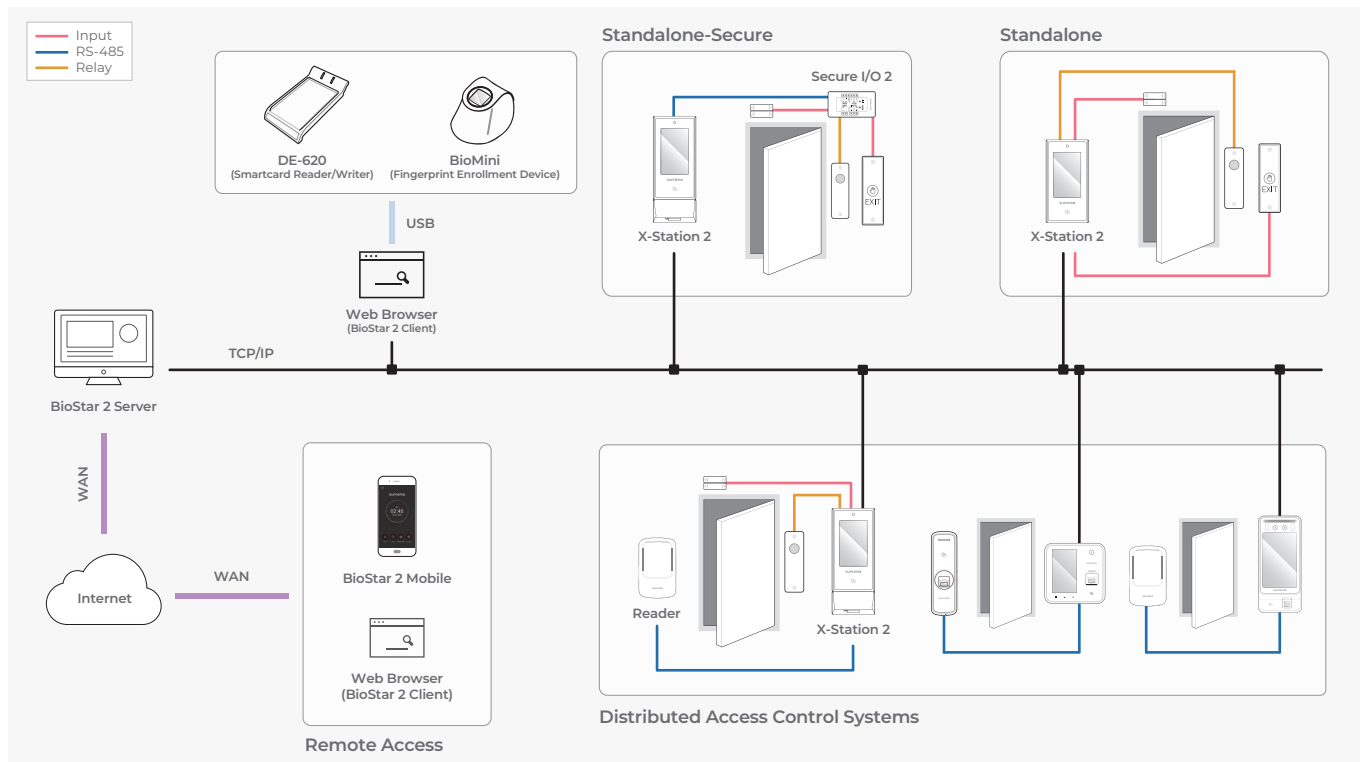 Input
RS-485
Relay
DE-620
(Smartcard Reader/Writer)
BioMini
(Fingerprint Enrollment Device)
USB
Web Browser
(BioStar 2 Client)
Standalone-Secure
Secure I/O 2
EXIT
X-Station 2
Standalone
EXIT
X-Station 2
TCP/IP
BioStar 2 Server
WAN
Internet
WAN
BioStar 2 Mobile
Web Browser
(BioStar 2 Client)
Remote Access
Reader
X-Station 2
Distributed Access Control Systems